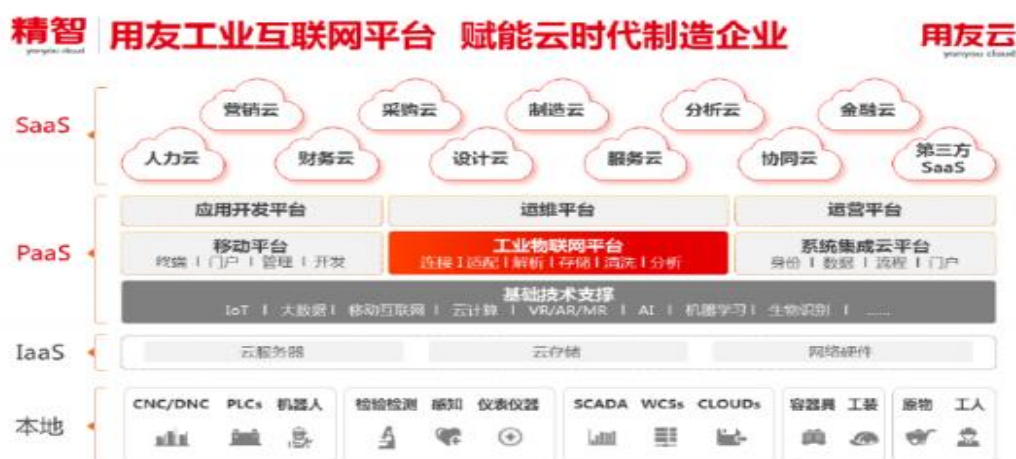 精智 用友工业互联网平台 赋能云时代制造企业 用友云
yonyou cloud yonyou cloud
SaaS
营销云 采购云 制造云 分析云 金融云
人力云 财务云 设计云 服务云 协同云 第三方
SaaS
PaaS
应用开发平台 运维平台 运营平台
移动平台 工业物联网平台 系统集成云平台
终端 | 门户 | 管理 | 开发 连接 | 适配 | 解析 | 存储 | 清洗 | 分析 身份 | 数据 | 流程 | 门户
基础技术支撑
IoT | 大数据 | 移动互联网 | 云计算 | VR/AR/MR | AI | 机器学习 | 生物识别 | ......
IaaS 云服务器 云存储 网络硬件
本地
CNC/DNC PLCs 机器人 检验检测 感知 仪表仪器 SCADA WCSs CLOUDs 容器具 工装 原物 工人